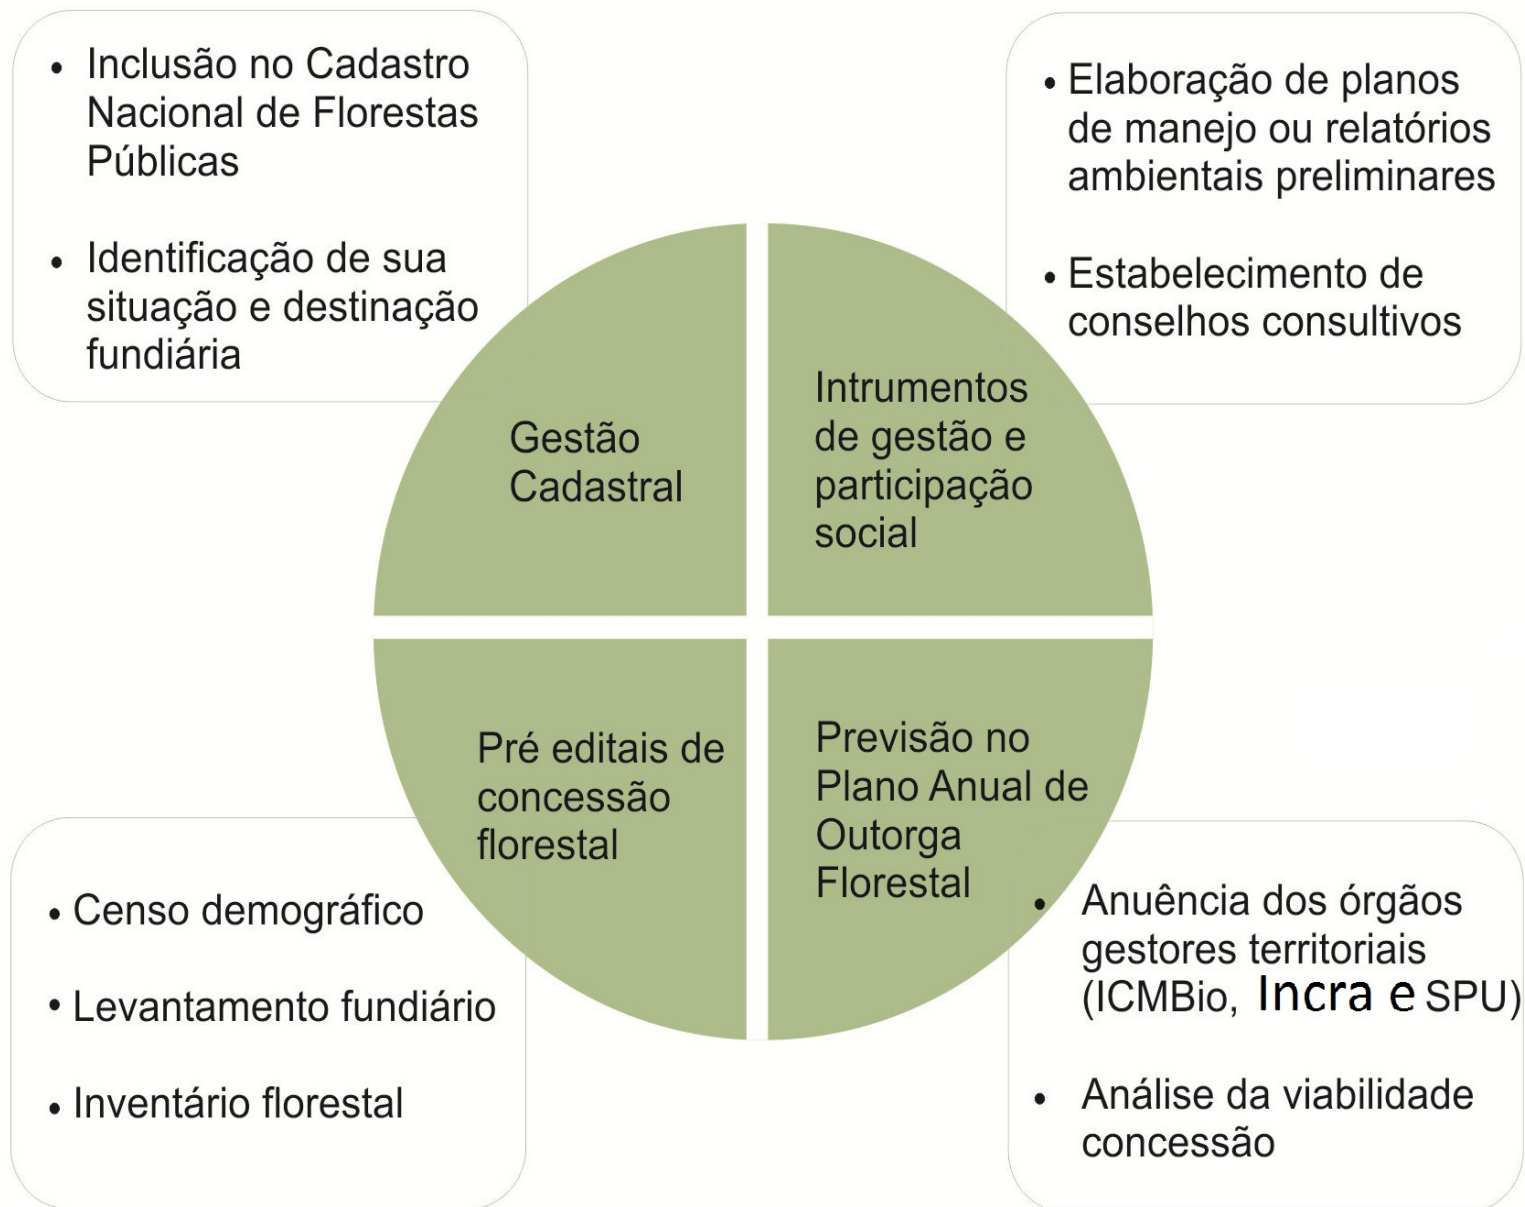 • Inclusão no Cadastro
Nacional de Florestas
Públicas
• Identificação de sua
situação e destinação
fundiária
• Elaboração de planos
de manejo ou relatórios
ambientais preliminares
• Estabelecimento de
conselhos consultivos
Gestão
Cadastral
Intrumentos
de gestão e
participação
social
Pré editais de
concessão
florestal
Previsão no
Plano Anual de
Outorga
Florestal
• Censo demográfico
• Levantamento fundiário
• Inventário florestal
• Anuência dos órgãos
gestores territoriais
(ICMBio, Incra e SPU)
• Análise da viabilidade
concessão